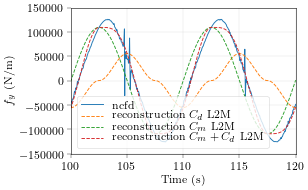 150000
100000
50000
0
−50000
−100000
−150000
f_y (N/m)
ncfd
reconstruction C_d L2M
reconstruction C_m L2M
reconstruction C_m + C_d L2M
100 105 110 115 120
Time (s)